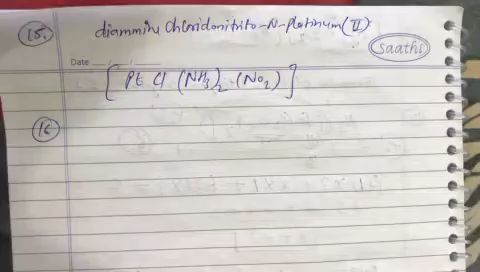 15. diammine Chloridonitrito-N-platinum (II)
saathi
Date
[Pt Cl (NH3)2 (NO2)]
16